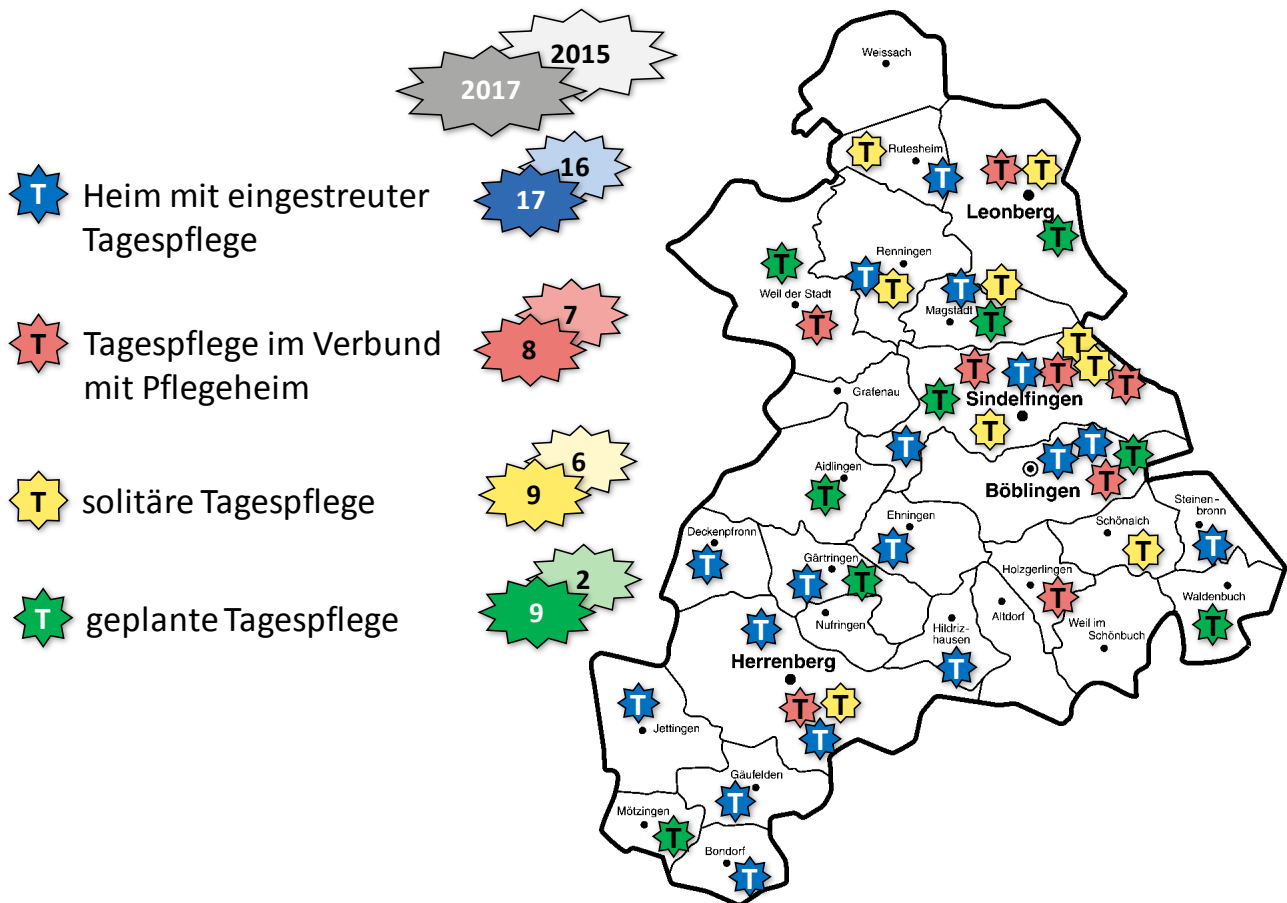 2015
2017
T Heim mit eingestreuter
Tagespflege
16
17
T Tagespflege im Verbund
mit Pflegeheim
7
8
T solitäre Tagespflege
6
9
T geplante Tagespflege
2
9
Weissach
T Rutesheim T
T T
Leonberg
T
T
Renningen
T T
T T
Weil der Stadt
T
Magstadt T
T T
T T T T T
Grafenau
Sindelfingen
T
T
T
Aidlingen
T
T T T
T
Böblingen
Steinen-
bronn
T
Deckenpfronn
T
Ehningen
T
Schönaich
T
Gärtringen
T T
Holzgerlingen
T
Waldenbuch
T
Nufringen
Hildriz-
hausen
T
Altdorf
Weil im
Schönbuch
T
Herrenberg
T T
T
T
Jettingen
Gäufelden
T
Mötzingen
T
Bondorf
T